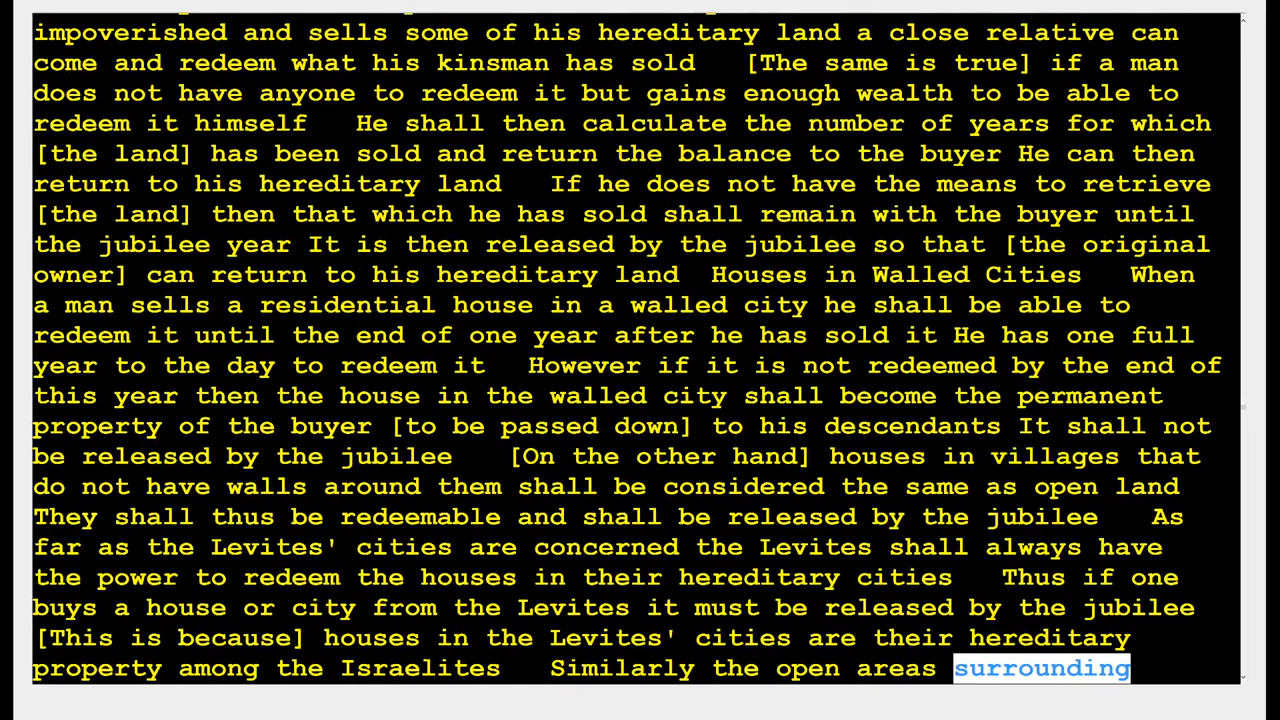 impoverished and sells some of his hereditary land a close relative can
come and redeem what his kinsman has sold   [The same is true] if a man
does not have anyone to redeem it but gains enough wealth to be able to
redeem it himself   He shall then calculate the number of years for which
[the land] has been sold and return the balance to the buyer He can then
return to his hereditary land   If he does not have the means to retrieve
[the land] then that which he has sold shall remain with the buyer until
the jubilee year It is then released by the jubilee so that [the original
owner] can return to his hereditary land  Houses in Walled Cities   When
a man sells a residential house in a walled city he shall be able to
redeem it until the end of one year after he has sold it He has one full
year to the day to redeem it   However if it is not redeemed by the end of
this year then the house in the walled city shall become the permanent
property of the buyer [to be passed down] to his descendants It shall not
be released by the jubilee    [On the other hand] houses in villages that
do not have walls around them shall be considered the same as open land
They shall thus be redeemable and shall be released by the jubilee   As
far as the Levites' cities are concerned the Levites shall always have
the power to redeem the houses in their hereditary cities   Thus if one
buys a house or city from the Levites it must be released by the jubilee
[This is because] houses in the Levites' cities are their hereditary
property among the Israelites   Similarly the open areas surrounding